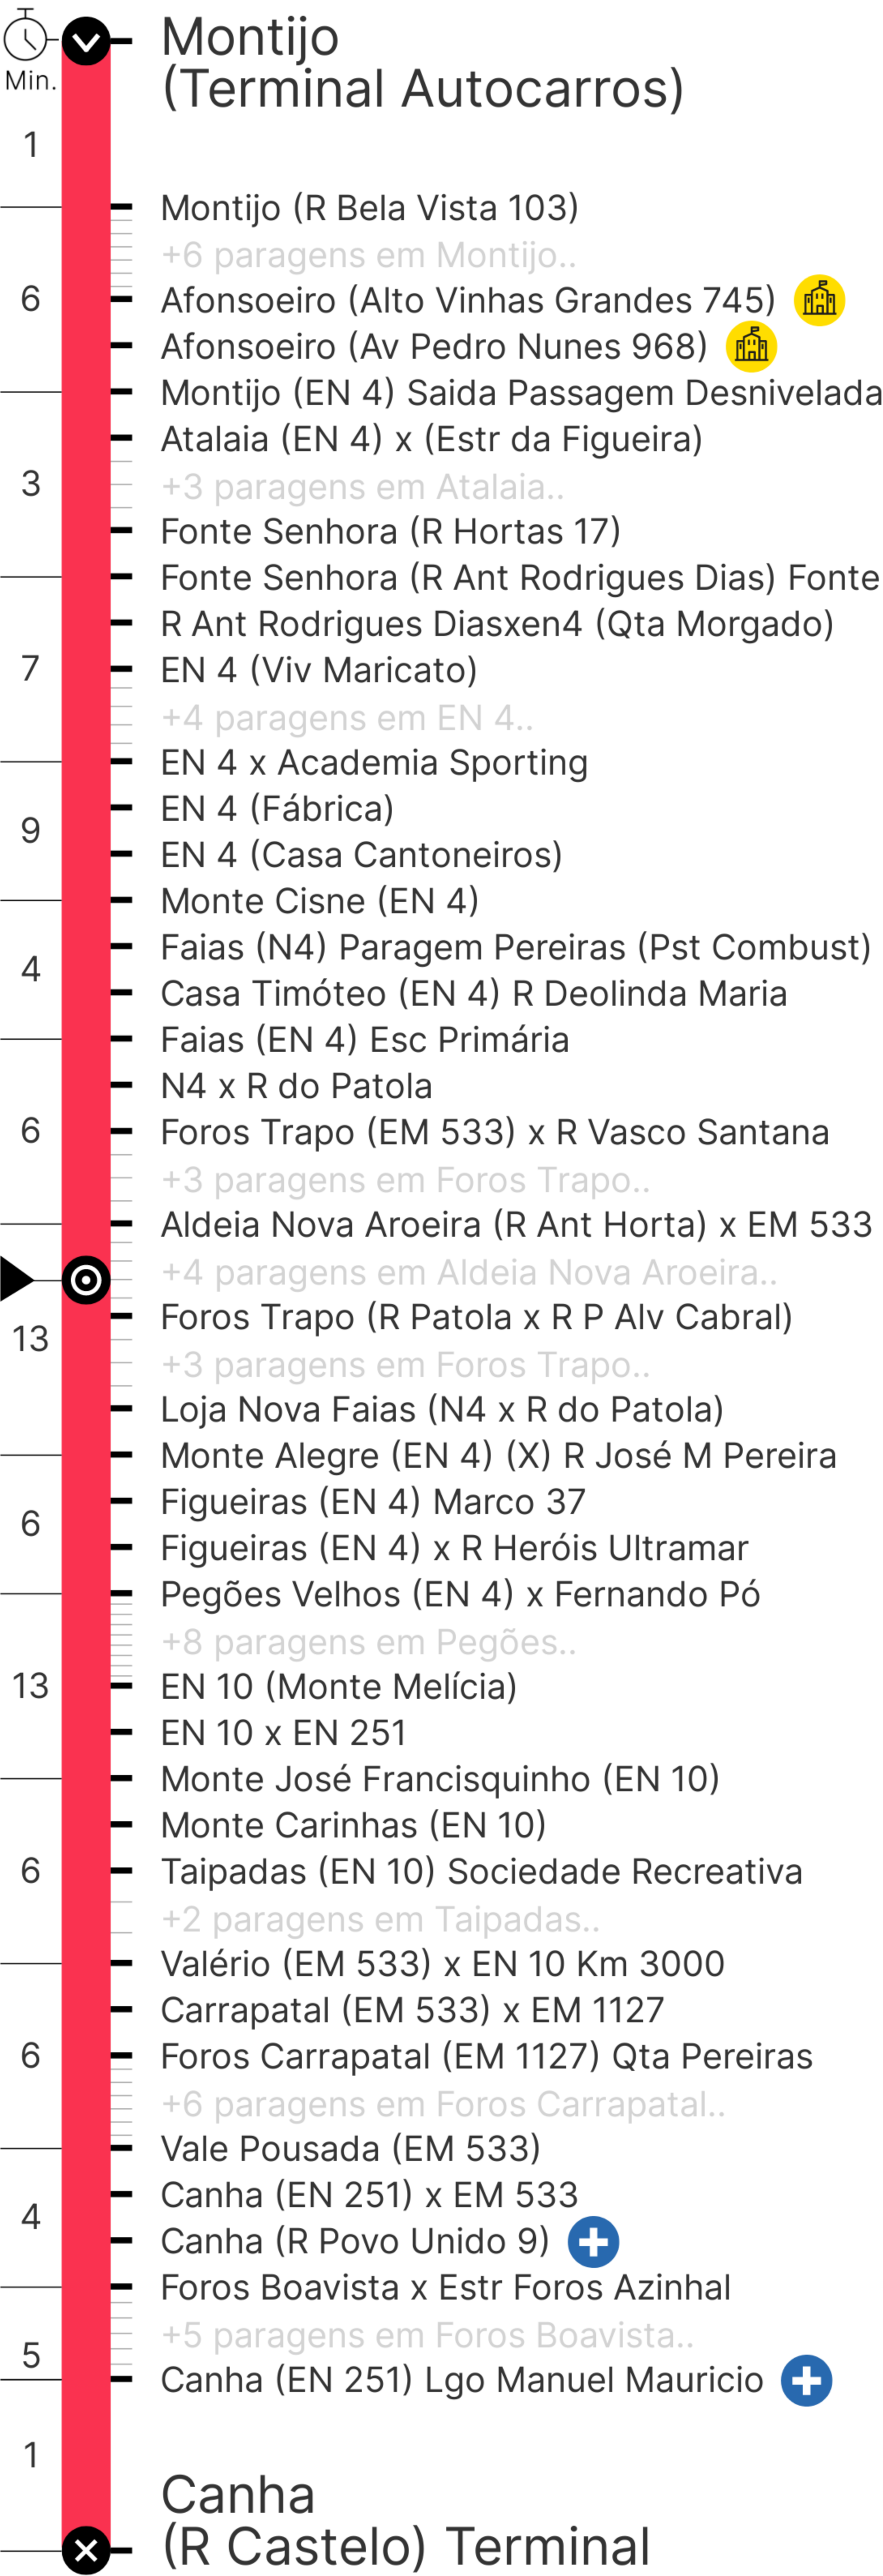 Montijo
(Terminal Autocarros)
Min.
1
Montijo (R Bela Vista 103)
+6 paragens em Montijo..
6
Afonsoeiro (Alto Vinhas Grandes 745)
Afonsoeiro (Av Pedro Nunes 968)
Montijo (EN 4) Saida Passagem Desnivelada
Atalaia (EN 4) x (Estr da Figueira)
3
+3 paragens em Atalaia..
Fonte Senhora (R Hortas 17)
Fonte Senhora (R Ant Rodrigues Dias) Fonte
R Ant Rodrigues Diasxen4 (Qta Morgado)
7
EN 4 (Viv Maricato)
+4 paragens em EN 4..
EN 4 x Academia Sporting
EN 4 (Fábrica)
9
EN 4 (Casa Cantoneiros)
Monte Cisne (EN 4)
Faias (N4) Paragem Pereiras (Pst Combust)
4
Casa Timóteo (EN 4) R Deolinda Maria
Faias (EN 4) Esc Primária
N4 x R do Patola
6
Foros Trapo (EM 533) x R Vasco Santana
+3 paragens em Foros Trapo..
Aldeia Nova Aroeira (R Ant Horta) x EM 533
+4 paragens em Aldeia Nova Aroeira..
Foros Trapo (R Patola x R P Alv Cabral)
13
+3 paragens em Foros Trapo..
Loja Nova Faias (N4 x R do Patola)
Monte Alegre (EN 4) (X) R José M Pereira
Figueiras (EN 4) Marco 37
6
Figueiras (EN 4) x R Heróis Ultramar
Pegões Velhos (EN 4) x Fernando Pó
+8 paragens em Pegões..
13
EN 10 (Monte Melícia)
EN 10 x EN 251
Monte José Francisquinho (EN 10)
Monte Carinhas (EN 10)
6
Taipadas (EN 10) Sociedade Recreativa
+2 paragens em Taipadas..
Valério (EM 533) x EN 10 Km 3000
Carrapatal (EM 533) x EM 1127
6
Foros Carrapatal (EM 1127) Qta Pereiras
+6 paragens em Foros Carrapatal..
Vale Pousada (EM 533)
Canha (EN 251) x EM 533
4
Canha (R Povo Unido 9)
Foros Boavista x Estr Foros Azinhal
+5 paragens em Foros Boavista..
5
Canha (EN 251) Lgo Manuel Mauricio
1
Canha
(R Castelo) Terminal